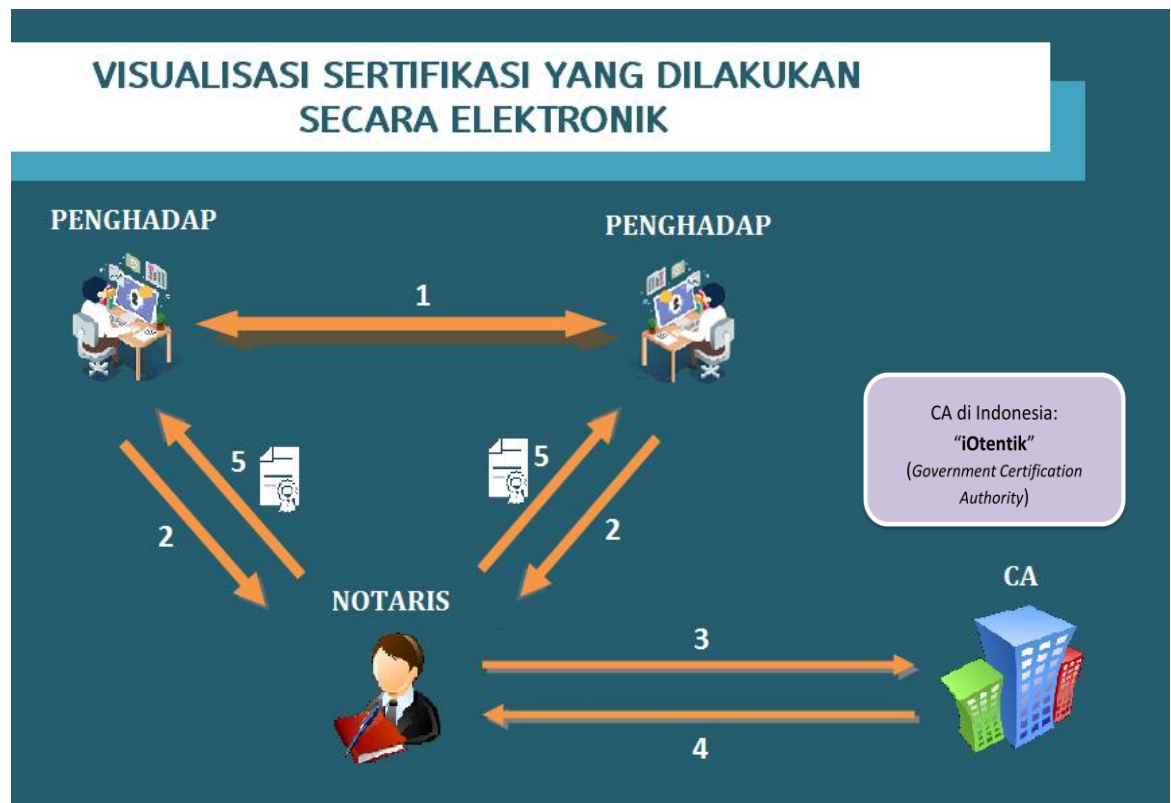 VISUALISASI SERTIFIKASI YANG DILAKUKAN
SECARA ELEKTRONIK
PENGHADAP
PENGHADAP
1
CA di Indonesia:
“iOtentik”
(Government Certification
Authority)
5
5
2
2
NOTARIS
CA
3
4